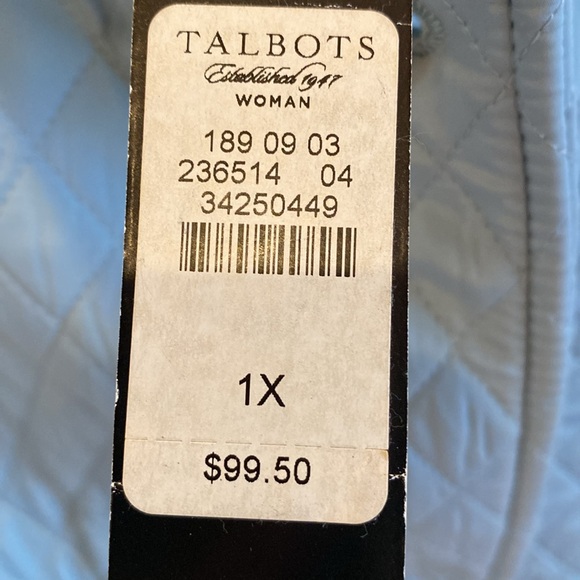 TALBOTS
Established 1947
WOMAN
189 09 03
236514 04
34250449
1X
$99.50